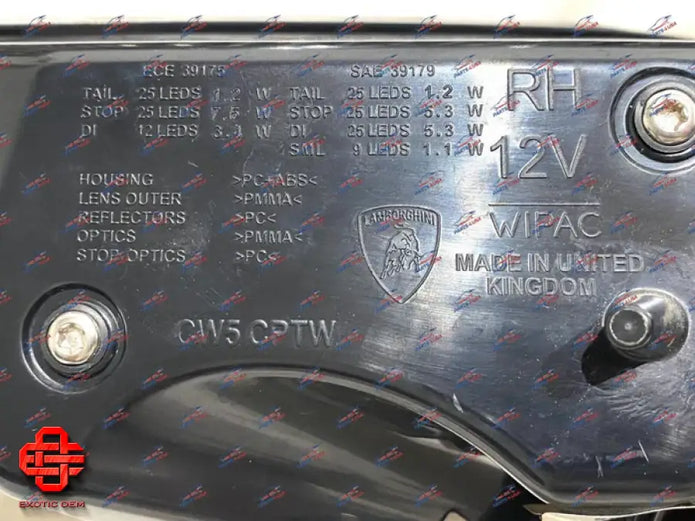 ECE 39175 SAE 39179 RH
TAIL 25 LEDS 1.2 W TAIL 25 LEDS 1.2 W
STOP 25 LEDS 7.5 W STOP 25 LEDS 5.3 W
DI 12 LEDS 3.1 W DI 25 LEDS 5.3 W
SML 9 LEDS 1.1 W
12V
HOUSING >PC+ABS<
LENS OUTER >PMMA<
REFLECTORS >PC<
OPTICS >PMMA<
STOP OPTICS >PC<
LAMBORGHINI
WIPAC
MADE IN UNITED
KINGDOM
CW5 CPTW
EXOTIC OEM